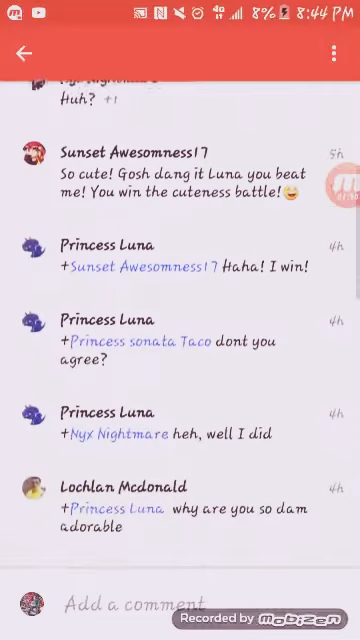 4G 8% 8:44 PM
Huh? +1
Sunset Awesomness17 5h
So cute! Gosh dang it Luna you beat
me! You win the cuteness battle!
Princess Luna 4h
+Sunset Awesomness17 Haha! I win!
Princess Luna 4h
+Princess sonata Taco dont you
agree?
Princess Luna 4h
+Nyx Nightmare heh, well I did
Lochlan Mcdonald 4h
+Princess Luna why are you so dam
adorable
Add a comment
Recorded by mobizen